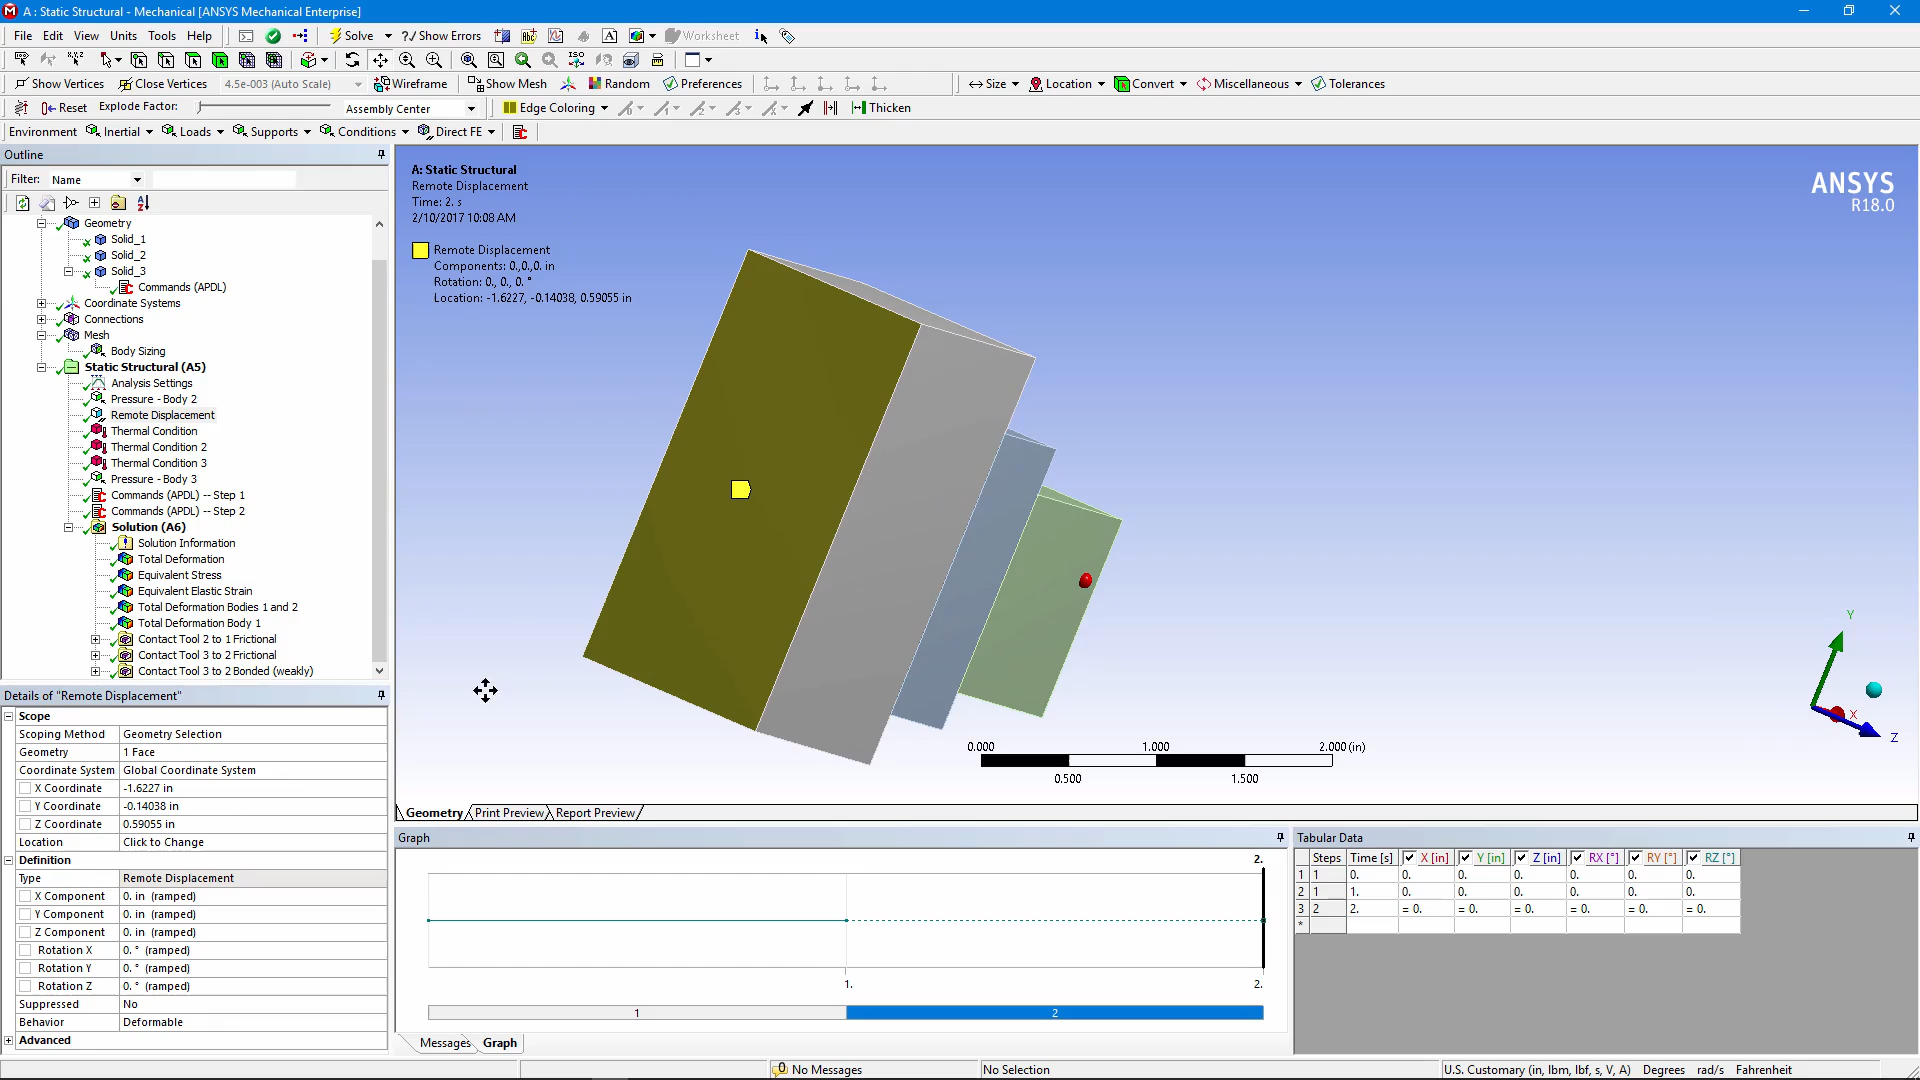 A : Static Structural - Mechanical [ANSYS Mechanical Enterprise]
File Edit View Units Tools Help Solve ?/ Show Errors Worksheet
Show Vertices Close Vertices 4.5e-003 (Auto Scale) Wireframe Show Mesh Random Preferences Size Location Convert Miscellaneous Tolerances
Reset Explode Factor: Assembly Center Edge Coloring Thicken
Environment Inertial Loads Supports Conditions Direct FE
Outline
Filter: Name
Geometry
Solid_1
Solid_2
Solid_3
Commands (APDL)
Coordinate Systems
Connections
Mesh
Body Sizing
Static Structural (A5)
Analysis Settings
Pressure - Body 2
Remote Displacement
Thermal Condition
Thermal Condition 2
Thermal Condition 3
Pressure - Body 3
Commands (APDL) -- Step 1
Commands (APDL) -- Step 2
Solution (A6)
Solution Information
Total Deformation
Equivalent Stress
Equivalent Elastic Strain
Total Deformation Bodies 1 and 2
Total Deformation Body 1
Contact Tool 2 to 1 Frictional
Contact Tool 3 to 2 Frictional
Contact Tool 3 to 2 Bonded (weakly)
Details of "Remote Displacement"
Scope
Scoping Method Geometry Selection
Geometry 1 Face
Coordinate System Global Coordinate System
X Coordinate -1.6227 in
Y Coordinate -0.14038 in
Z Coordinate 0.59055 in
Location Click to Change
Definition
Type Remote Displacement
X Component 0. in (ramped)
Y Component 0. in (ramped)
Z Component 0. in (ramped)
Rotation X 0. ° (ramped)
Rotation Y 0. ° (ramped)
Rotation Z 0. ° (ramped)
Suppressed No
Behavior Deformable
Advanced
A: Static Structural
Remote Displacement
Time: 2. s
2/10/2017 10:08 AM
Remote Displacement
Components: 0.,0.,0. in
Rotation: 0., 0., 0. °
Location: -1.6227, -0.14038, 0.59055 in
ANSYS
R18.0
Y
X
Z
0.000 1.000 2.000 (in)
0.500 1.500
Geometry Print Preview Report Preview
Graph
2.
1. 2.
1 2
Messages Graph
Tabular Data
Steps Time [s] X [in] Y [in] Z [in] RX [°] RY [°] RZ [°]
1 1 0. 0. 0. 0. 0. 0. 0.
2 1 1. 0. 0. 0. 0. 0. 0.
3 2 2. = 0. = 0. = 0. = 0. = 0. = 0.
*
0 No Messages No Selection U.S. Customary (in, lbm, lbf, s, V, A) Degrees rad/s Fahrenheit